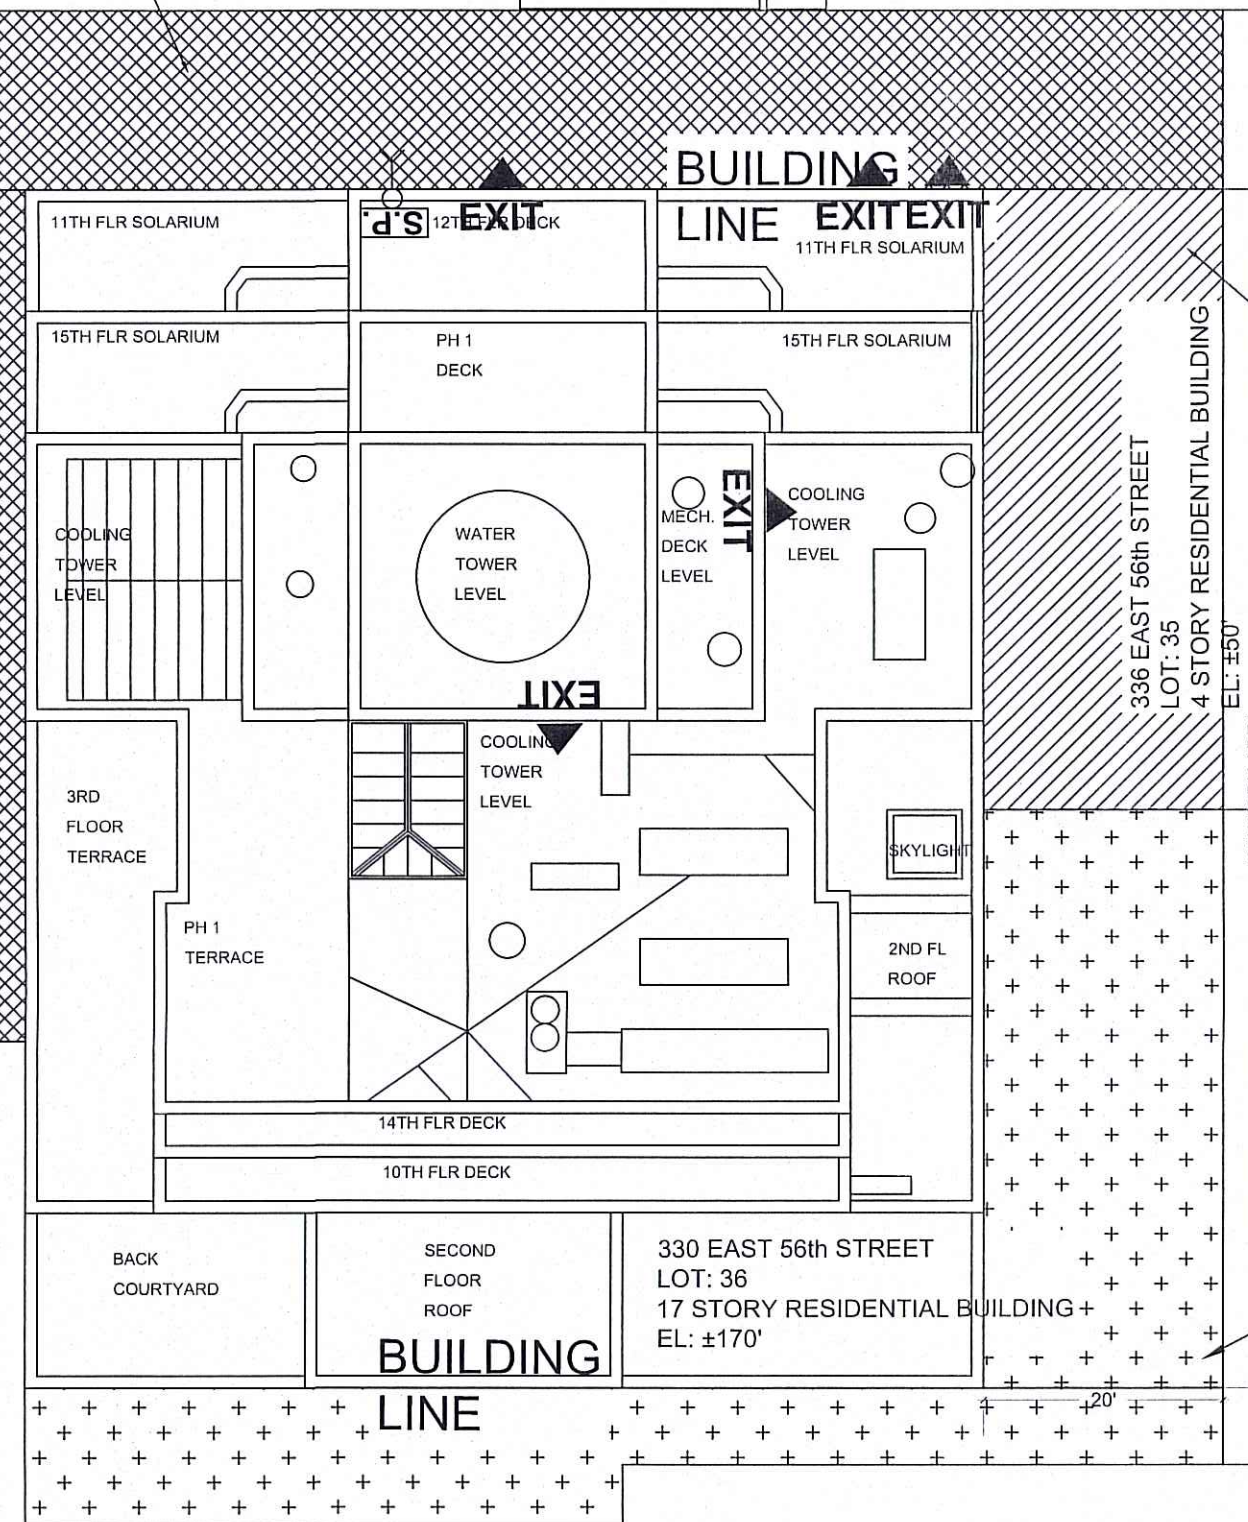 BUILDING
LINE
EXIT
EXIT
EXIT
S.P.
11TH FLR SOLARIUM
12TH FLR DECK
11TH FLR SOLARIUM
15TH FLR SOLARIUM
PH 1
DECK
15TH FLR SOLARIUM
COOLING
TOWER
LEVEL
WATER
TOWER
LEVEL
MECH.
DECK
LEVEL
EXIT
COOLING
TOWER
LEVEL
336 EAST 56th STREET
LOT: 35
4 STORY RESIDENTIAL BUILDING
EL: ±50'
EXIT
COOLING
TOWER
LEVEL
3RD
FLOOR
TERRACE
SKYLIGHT
PH 1
TERRACE
2ND FL
ROOF
14TH FLR DECK
10TH FLR DECK
BACK
COURTYARD
SECOND
FLOOR
ROOF
330 EAST 56th STREET
LOT: 36
17 STORY RESIDENTIAL BUILDING
EL: ±170'
BUILDING
LINE
20'